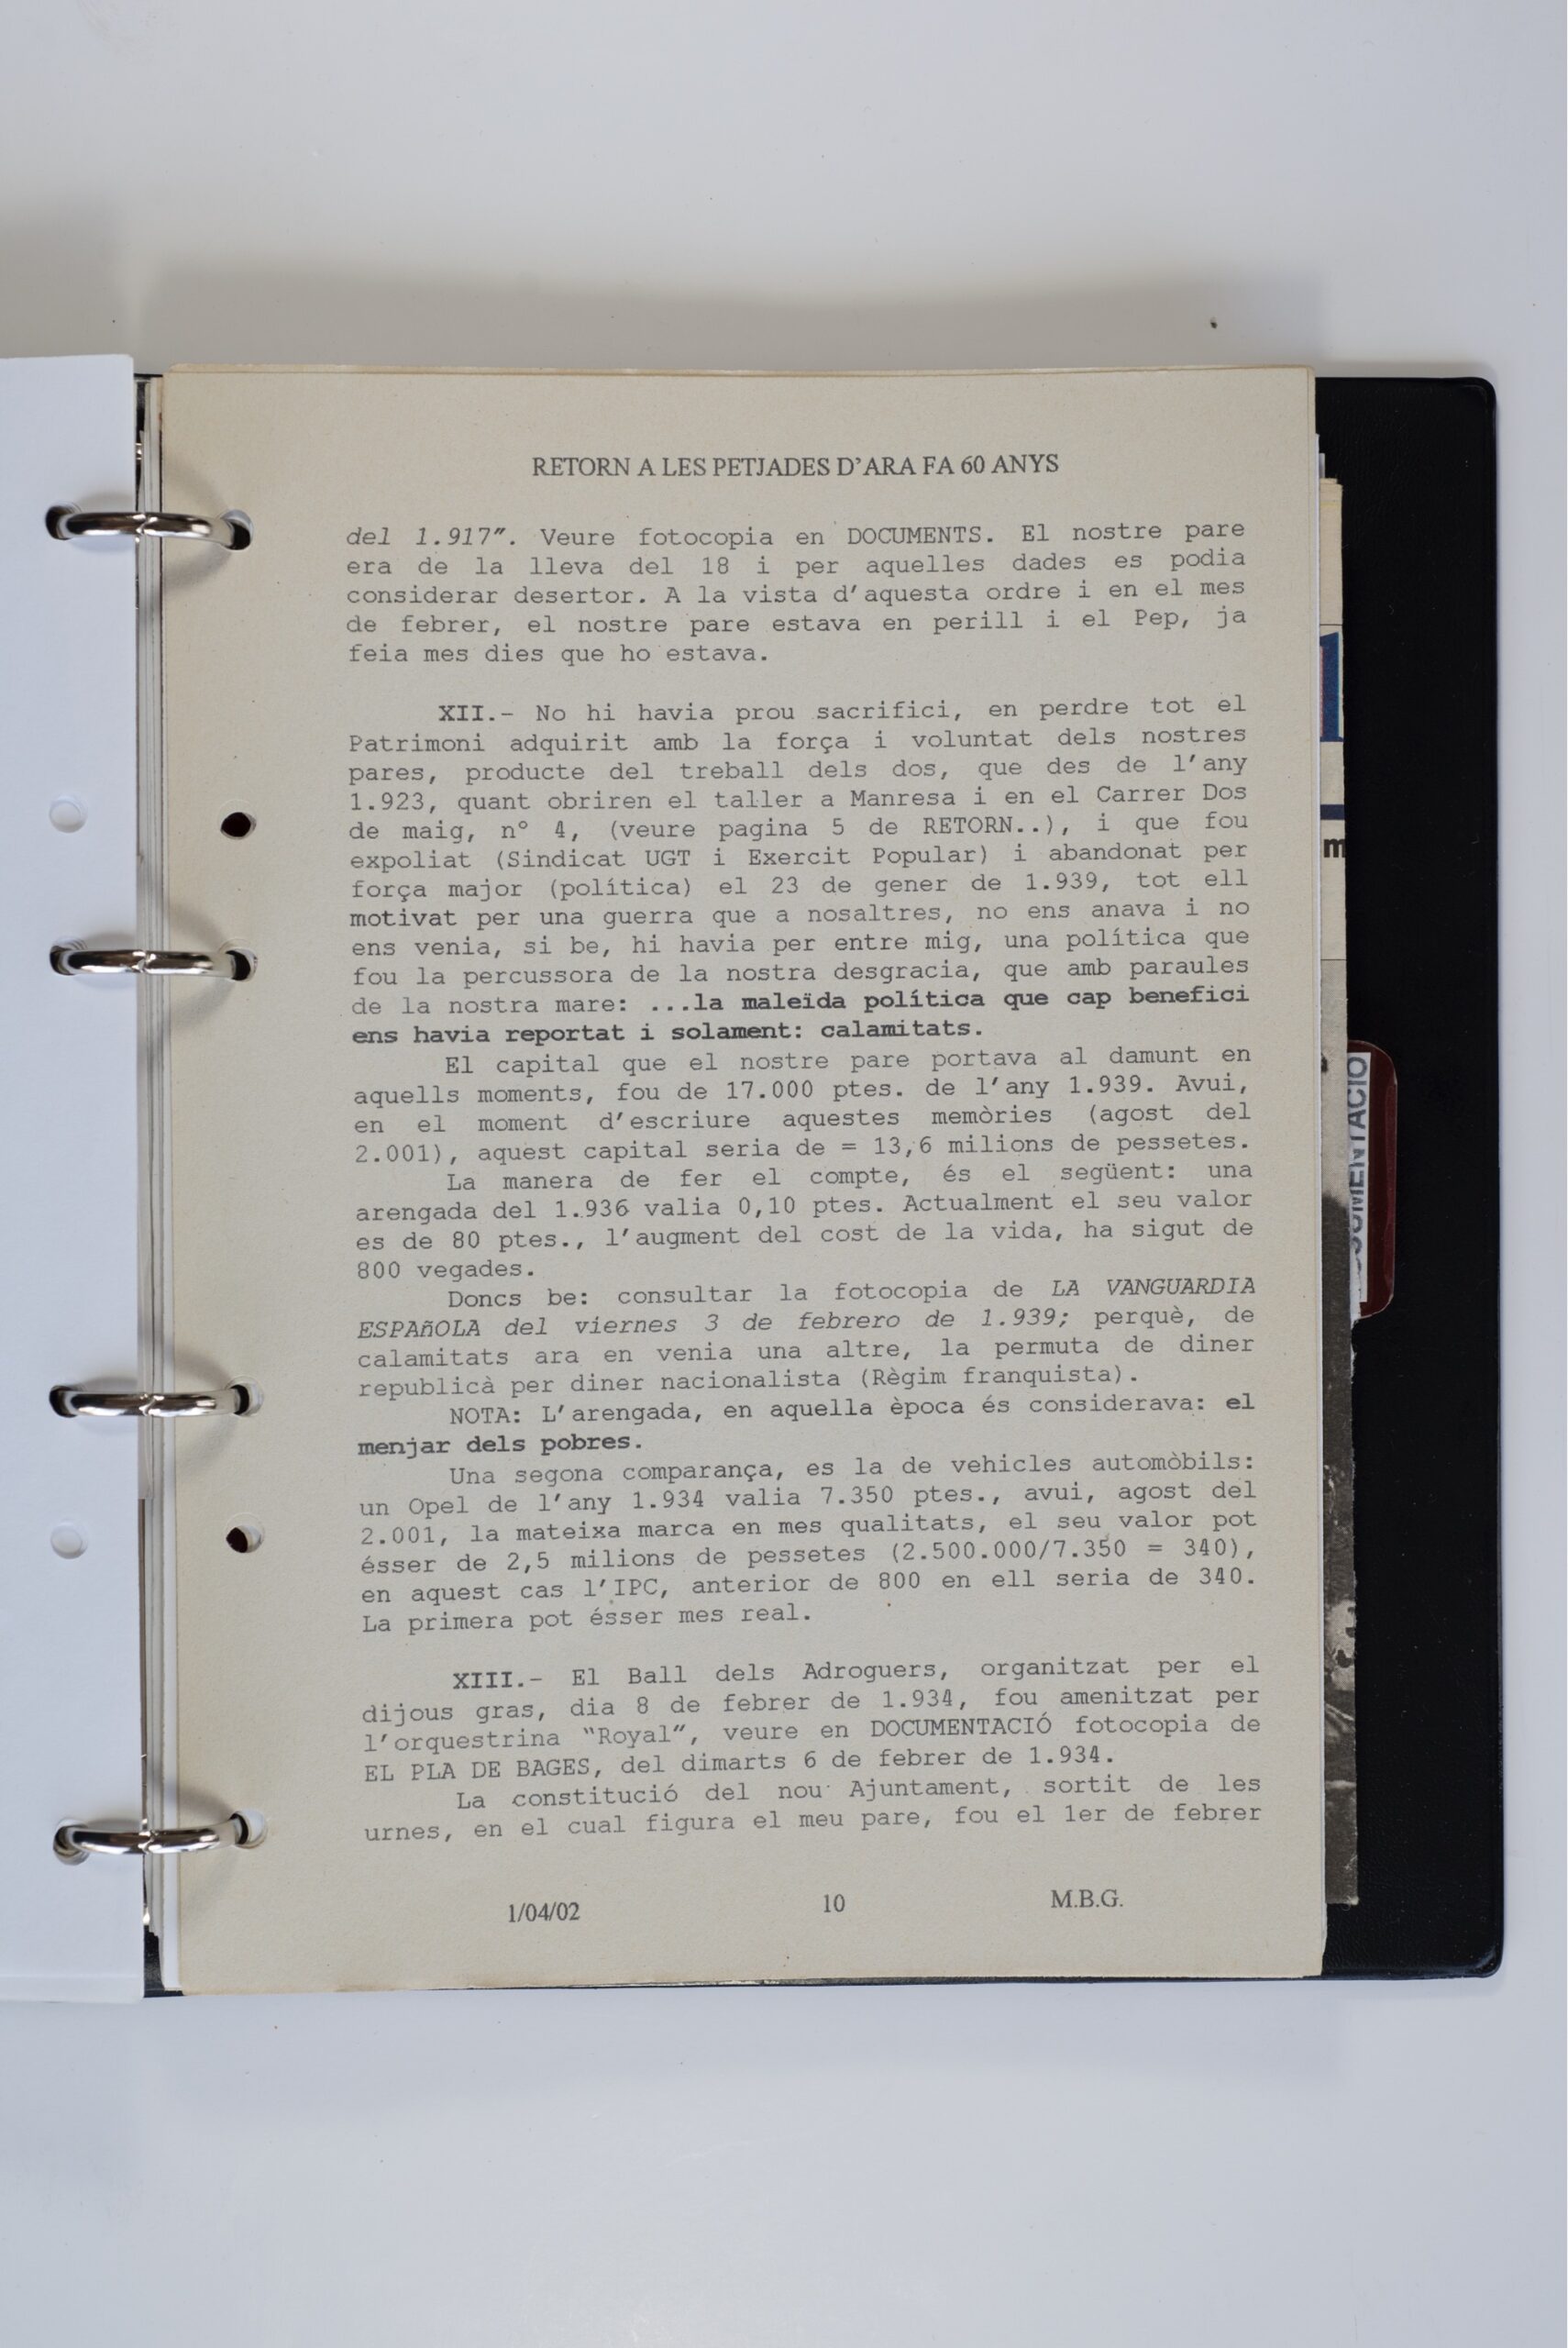 RETORN A LES PETJADES D'ARA FA 60 ANYS
del 1.917". Veure fotocopia en DOCUMENTS. El nostre pare
era de la lleva del 18 i per aquelles dades es podia
considerar desertor. A la vista d'aquesta ordre i en el mes
de febrer, el nostre pare estava en perill i el Pep, ja
feia mes dies que ho estava.
XII.- No hi havia prou sacrifici, en perdre tot el
Patrimoni adquirit amb la força i voluntat dels nostres
pares, producte del treball dels dos, que des de l'any
1.923, quant obriren el taller a Manresa i en el Carrer Dos
de maig, nº 4, (veure pagina 5 de RETORN..), i que fou
expoliat (Sindicat UGT i Exercit Popular) i abandonat per
força major (política) el 23 de gener de 1.939, tot ell
motivat per una guerra que a nosaltres, no ens anava i no
ens venia, si be, hi havia per entre mig, una política que
fou la percussora de la nostra desgracia, que amb paraules
de la nostra mare: ...la maleïda política que cap benefici
ens havia reportat i solament: calamitats.
El capital que el nostre pare portava al damunt en
aquells moments, fou de 17.000 ptes. de l'any 1.939. Avui,
en el moment d'escriure aquestes memòries (agost del
2.001), aquest capital seria de = 13,6 milions de pessetes.
La manera de fer el compte, és el següent: una
arengada del 1.936 valia 0,10 ptes. Actualment el seu valor
es de 80 ptes., l'augment del cost de la vida, ha sigut de
800 vegades.
Doncs be: consultar la fotocopia de LA VANGUARDIA
ESPAñOLA del viernes 3 de febrero de 1.939; perquè, de
calamitats ara en venia una altre, la permuta de diner
republicà per diner nacionalista (Règim franquista).
NOTA: L'arengada, en aquella època és considerava: el
menjar dels pobres.
Una segona comparança, es la de vehicles automòbils:
un Opel de l'any 1.934 valia 7.350 ptes., avui, agost del
2.001, la mateixa marca en mes qualitats, el seu valor pot
ésser de 2,5 milions de pessetes (2.500.000/7.350 = 340),
en aquest cas l'IPC, anterior de 800 en ell seria de 340.
La primera pot ésser mes real.
XIII.- El Ball dels Adroguers, organitzat per el
dijous gras, dia 8 de febrer de 1.934, fou amenitzat per
l'orquestrina "Royal", veure en DOCUMENTACIÓ fotocopia de
EL PLA DE BAGES, del dimarts 6 de febrer de 1.934.
La constitució del nou Ajuntament, sortit de les
urnes, en el cual figura el meu pare, fou el 1er de febrer
1/04/02 10 M.B.G.